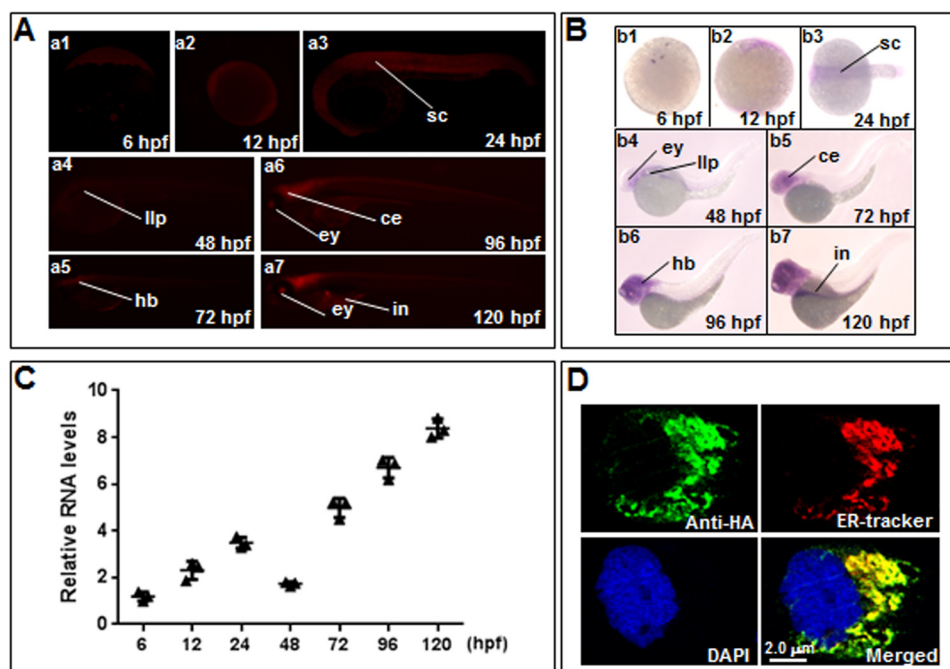 A
a1
a2
a3
sc
6 hpf
12 hpf
24 hpf
a4
llp
48 hpf
a6
ce
ey
96 hpf
a5
hb
72 hpf
a7
ey
in
120 hpf
B
b1
b2
b3
sc
6 hpf
12 hpf
24 hpf
b4
ey
llp
48 hpf
b5
ce
72 hpf
b6
hb
96 hpf
b7
in
120 hpf
C
Relative RNA levels
10
8
6
4
2
0
6 12 24 48 72 96 120 (hpf)
D
Anti-HA
ER-tracker
DAPI
2.0 μm
Merged